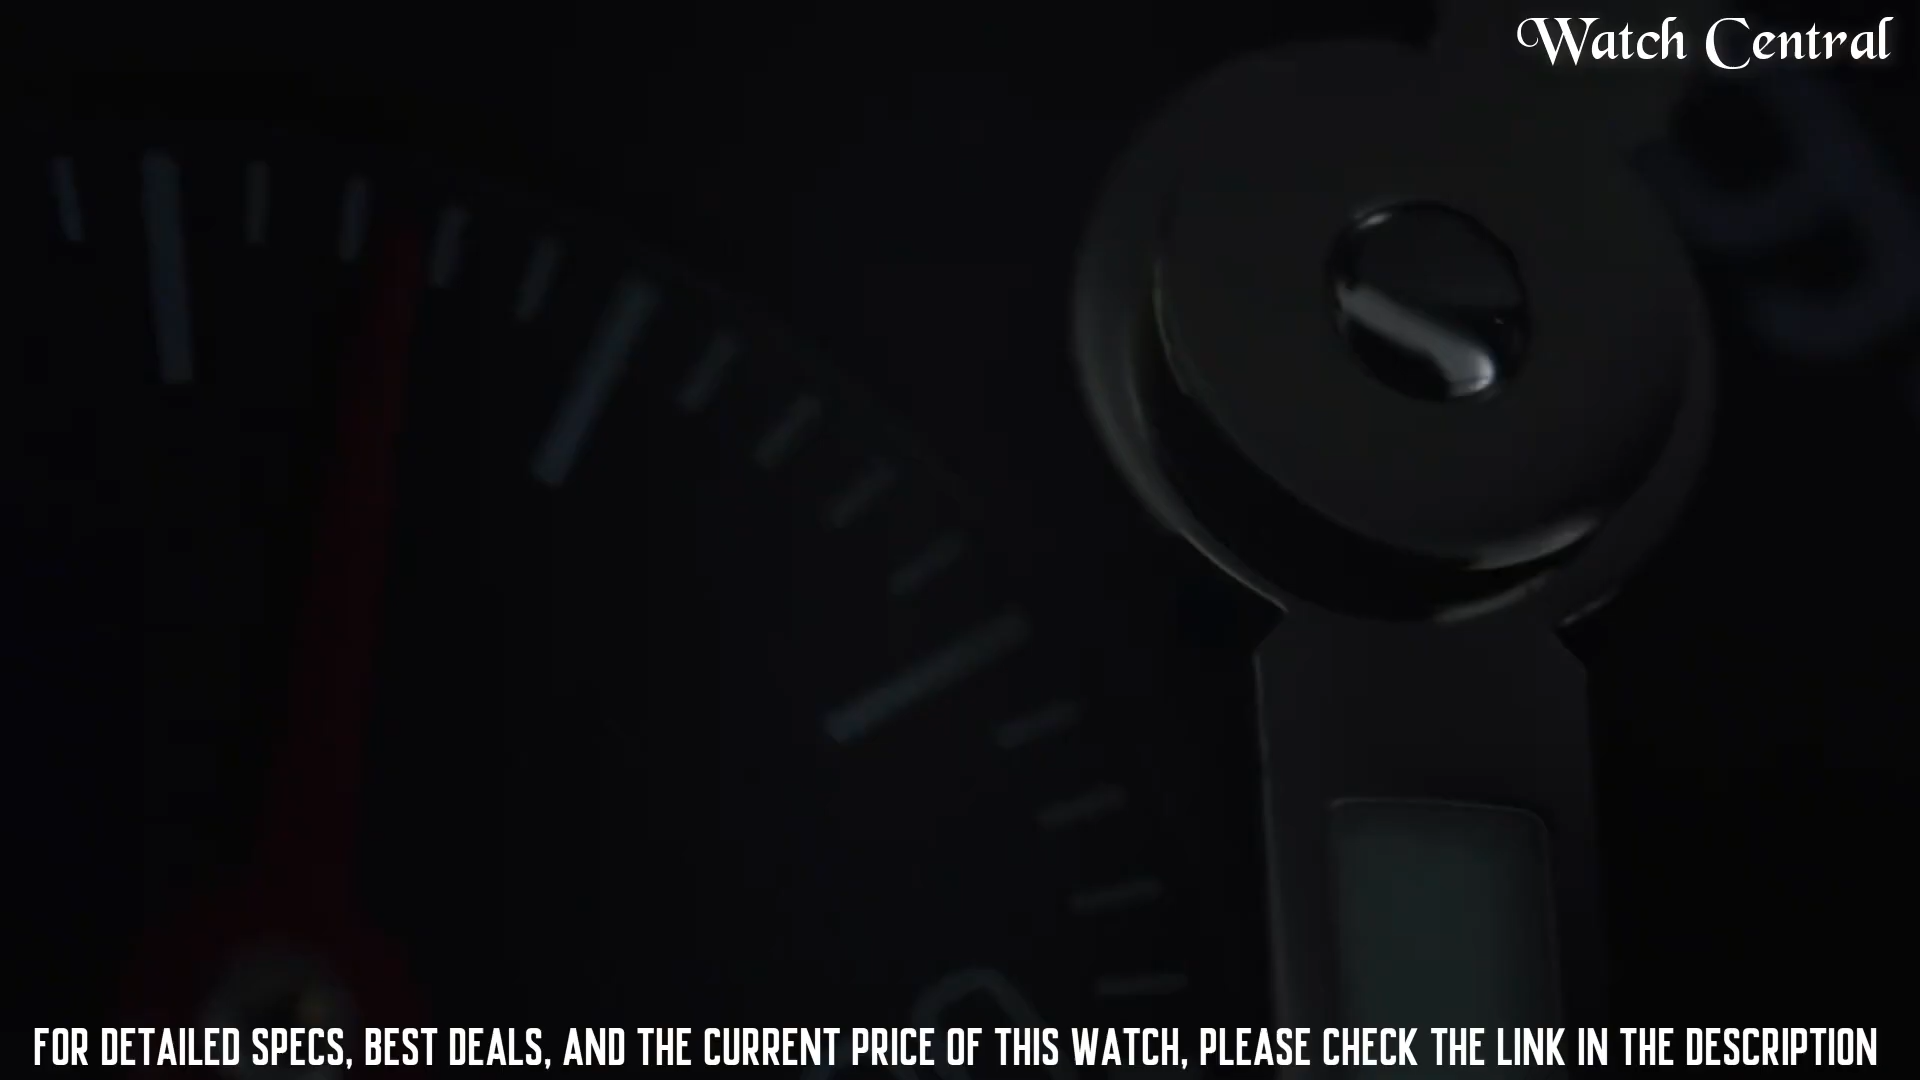 Watch Central
FOR DETAILED SPECS, BEST DEALS, AND THE CURRENT PRICE OF THIS WATCH, PLEASE CHECK THE LINK IN THE DESCRIPTION